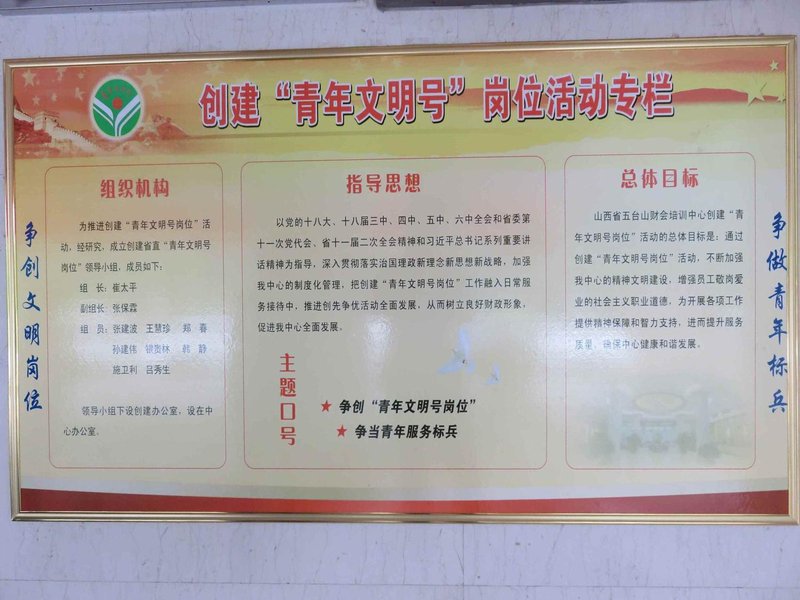 创建“青年文明号”岗位活动专栏
争创文明岗位
组织机构
为推进创建“青年文明号岗位”活
动,经研究,成立创建省直“青年文明号
岗位”领导小组,成员如下:
组 长:崔太平
副组长:张保霖
组 员:张建波 王慧珍 郑 春
孙建伟 银贵林 韩 静
施卫利 吕秀生
领导小组下设创建办公室,设在中
心办公室。
指导思想
以党的十八大、十八届三中、四中、五中、六中全会和省委第
十一次党代会、省十一届二次全会精神和习近平总书记系列重要讲
话精神为指导,深入贯彻落实治国理政新理念新思想新战略,加强
我中心的制度化管理,把创建“青年文明号岗位”工作融入日常服
务接待中,推进创先争优活动全面发展,从而树立良好财政形象,
促进我中心全面发展。
主题口号
★ 争创“青年文明号岗位”
★ 争当青年服务标兵
总体目标
山西省五台山财会培训中心创建“青
年文明号岗位”活动的总体目标是:通过
创建“青年文明号岗位”活动,不断加强
我中心的精神文明建设,增强员工敬岗爱
业的社会主义职业道德,为开展各项工作
提供精神保障和智力支持,进而提升服务
质量,确保中心健康和谐发展。
争做青年标兵